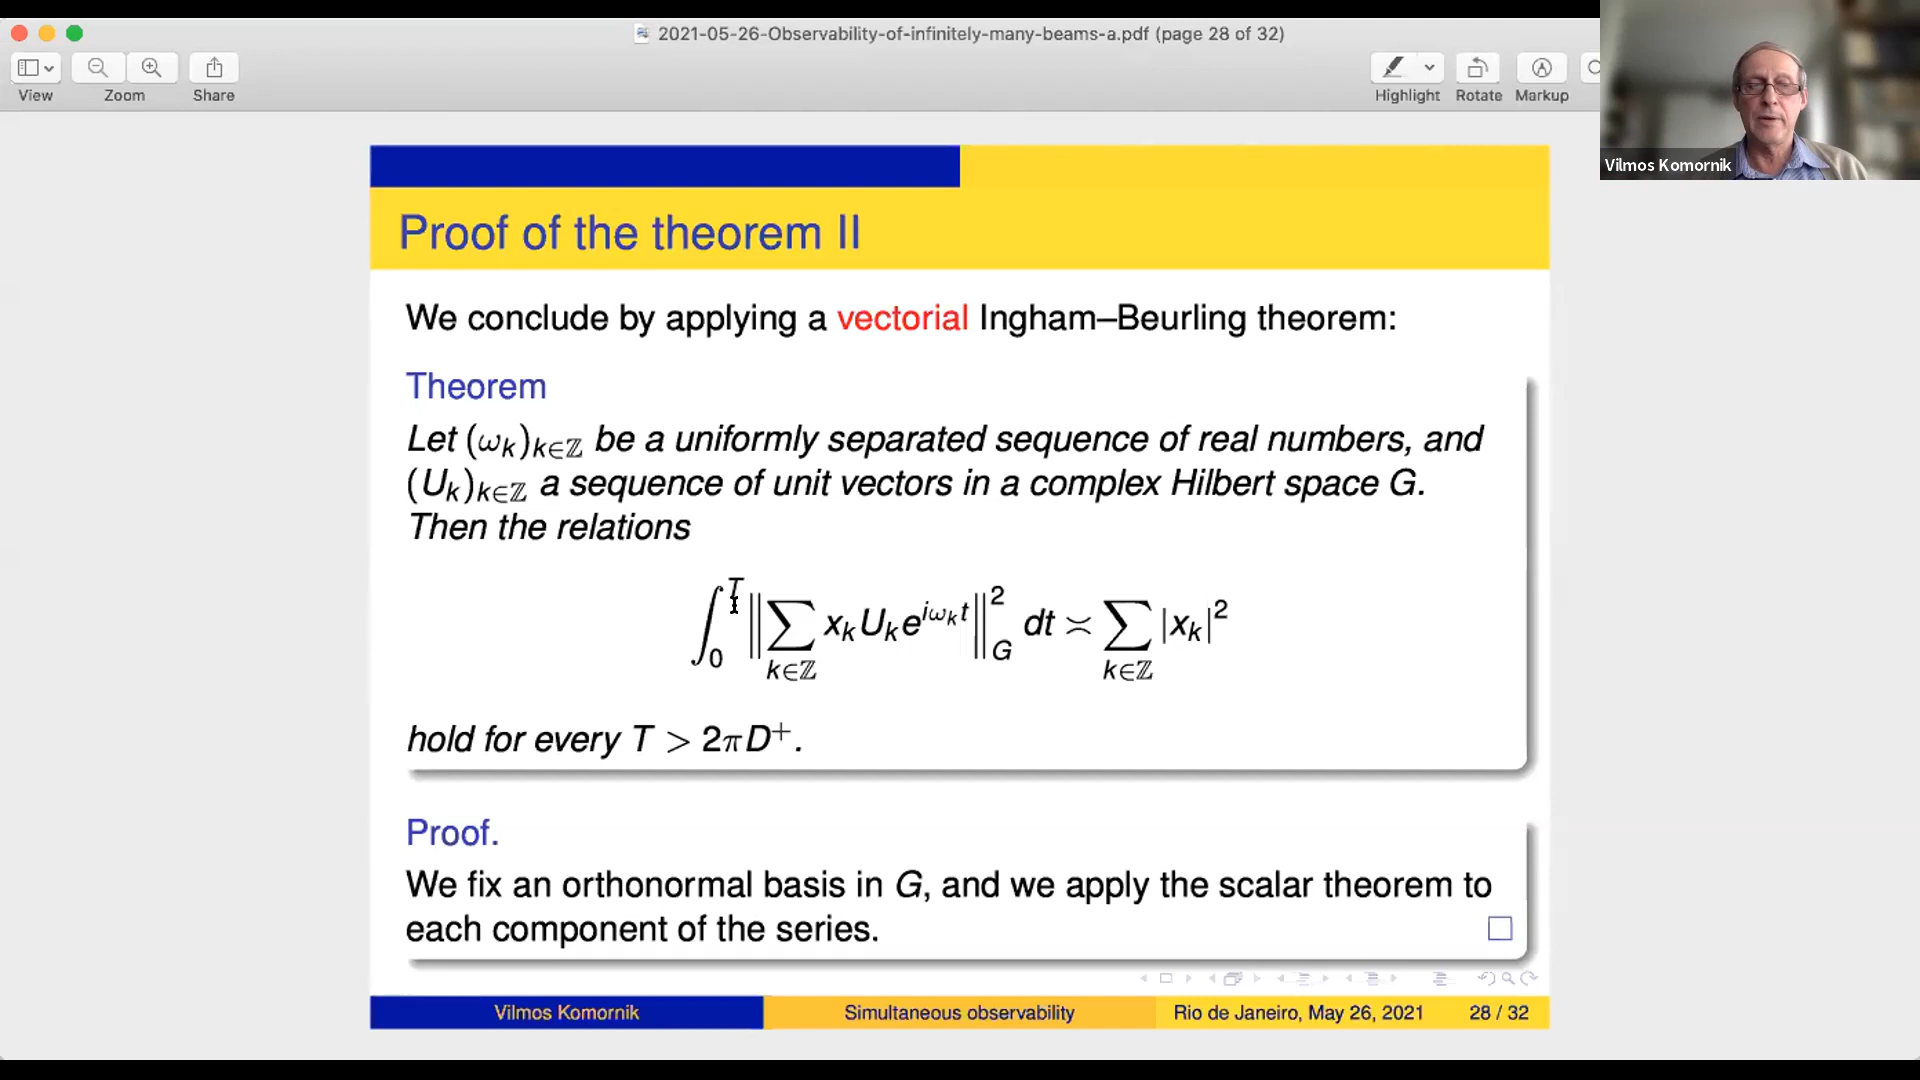 2021-05-26-Observability-of-infinitely-many-beams-a.pdf (page 28 of 32)
View
Zoom
Share
Highlight
Rotate
Markup
Vilmos Komornik
Proof of the theorem II
We conclude by applying a vectorial Ingham–Beurling theorem:
Theorem
Let (ω_k)_{k∈ℤ} be a uniformly separated sequence of real numbers, and
(U_k)_{k∈ℤ} a sequence of unit vectors in a complex Hilbert space G.
Then the relations
∫_0^T ‖∑_{k∈ℤ} x_k U_k e^{iω_k t}‖_G^2 dt ≍ ∑_{k∈ℤ} |x_k|^2
hold for every T > 2πD^+.
Proof.
We fix an orthonormal basis in G, and we apply the scalar theorem to
each component of the series.
Vilmos Komornik
Simultaneous observability
Rio de Janeiro, May 26, 2021
28 / 32